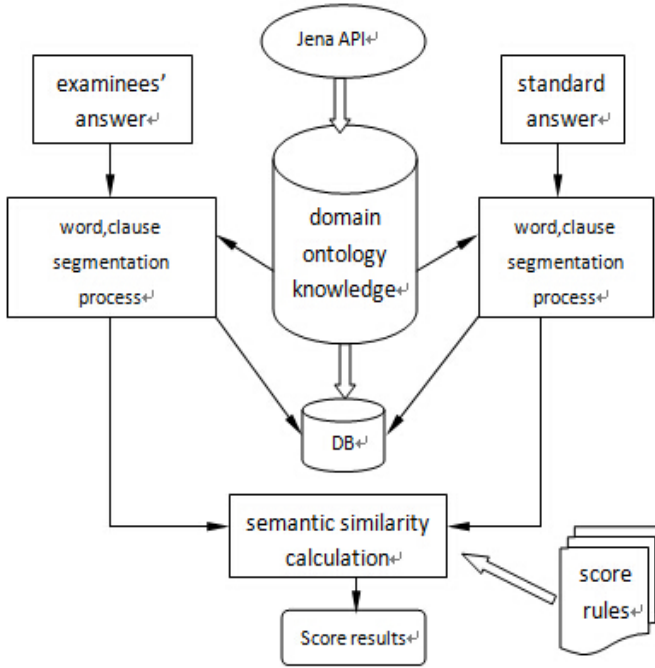 Jena API↵
examinees'
answer↵
standard
answer↵
domain
ontology
knowledge↵
word,clause
segmentation
process↵
word,clause
segmentation
process↵
DB↵
semantic similarity
calculation↵
score
rules↵
Score results↵